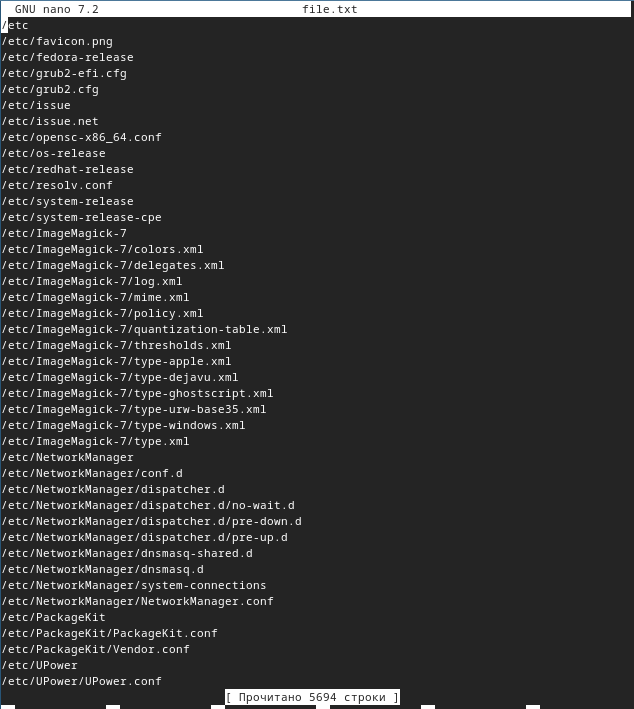 GNU nano 7.2 file.txt
/etc
/etc/favicon.png
/etc/fedora-release
/etc/grub2-efi.cfg
/etc/grub2.cfg
/etc/issue
/etc/issue.net
/etc/opensc-x86_64.conf
/etc/os-release
/etc/redhat-release
/etc/resolv.conf
/etc/system-release
/etc/system-release-cpe
/etc/ImageMagick-7
/etc/ImageMagick-7/colors.xml
/etc/ImageMagick-7/delegates.xml
/etc/ImageMagick-7/log.xml
/etc/ImageMagick-7/mime.xml
/etc/ImageMagick-7/policy.xml
/etc/ImageMagick-7/quantization-table.xml
/etc/ImageMagick-7/thresholds.xml
/etc/ImageMagick-7/type-apple.xml
/etc/ImageMagick-7/type-dejavu.xml
/etc/ImageMagick-7/type-ghostscript.xml
/etc/ImageMagick-7/type-urw-base35.xml
/etc/ImageMagick-7/type-windows.xml
/etc/ImageMagick-7/type.xml
/etc/NetworkManager
/etc/NetworkManager/conf.d
/etc/NetworkManager/dispatcher.d
/etc/NetworkManager/dispatcher.d/no-wait.d
/etc/NetworkManager/dispatcher.d/pre-down.d
/etc/NetworkManager/dispatcher.d/pre-up.d
/etc/NetworkManager/dnsmasq-shared.d
/etc/NetworkManager/dnsmasq.d
/etc/NetworkManager/system-connections
/etc/NetworkManager/NetworkManager.conf
/etc/PackageKit
/etc/PackageKit/PackageKit.conf
/etc/PackageKit/Vendor.conf
/etc/UPower
/etc/UPower/UPower.conf
[ Прочитано 5694 строки ]